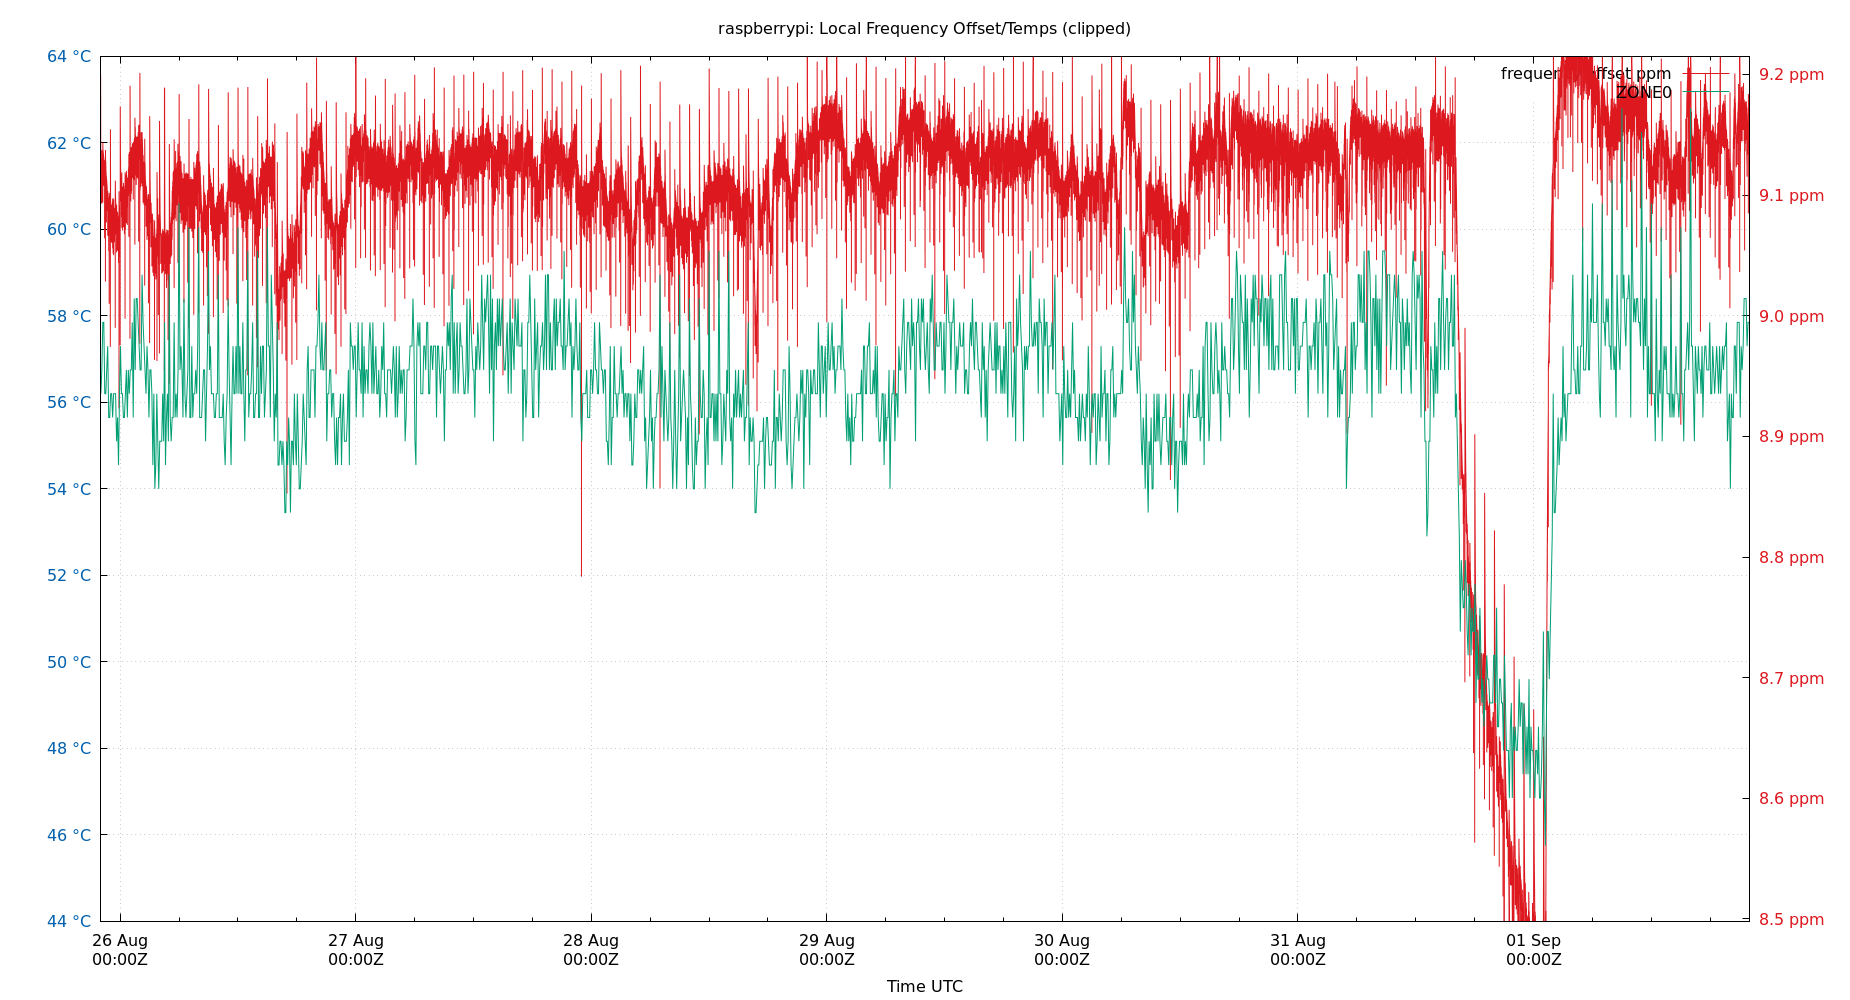 raspberrypi: Local Frequency Offset/Temps (clipped)
64 °C
62 °C
60 °C
58 °C
56 °C
54 °C
52 °C
50 °C
48 °C
46 °C
44 °C
frequer ffset ppm
ZONE0
9.2 ppm
9.1 ppm
9.0 ppm
8.9 ppm
8.8 ppm
8.7 ppm
8.6 ppm
8.5 ppm
26 Aug
00:00Z
27 Aug
00:00Z
28 Aug
00:00Z
29 Aug
00:00Z
30 Aug
00:00Z
31 Aug
00:00Z
01 Sep
00:00Z
Time UTC